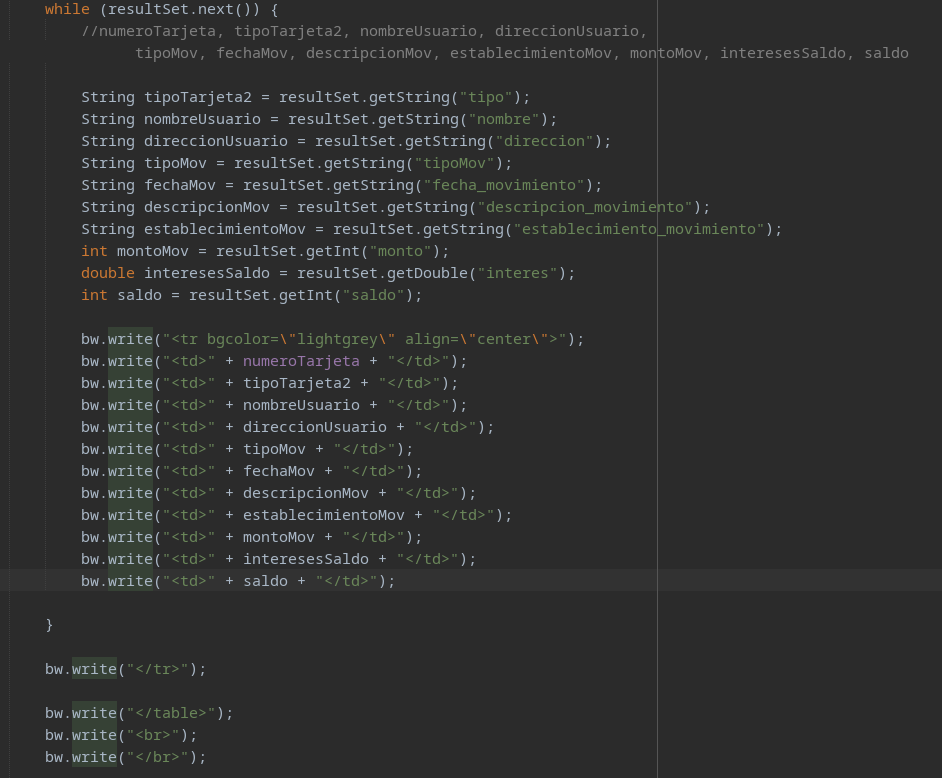 while (resultSet.next()) {
//numeroTarjeta, tipoTarjeta2, nombreUsuario, direccionUsuario,
tipoMov, fechaMov, descripcionMov, establecimientoMov, montoMov, interesesSaldo, saldo
String tipoTarjeta2 = resultSet.getString("tipo");
String nombreUsuario = resultSet.getString("nombre");
String direccionUsuario = resultSet.getString("direccion");
String tipoMov = resultSet.getString("tipoMov");
String fechaMov = resultSet.getString("fecha_movimiento");
String descripcionMov = resultSet.getString("descripcion_movimiento");
String establecimientoMov = resultSet.getString("establecimiento_movimiento");
int montoMov = resultSet.getInt("monto");
double interesesSaldo = resultSet.getDouble("interes");
int saldo = resultSet.getInt("saldo");
bw.write("<tr bgcolor=\"lightgrey\" align=\"center\">");
bw.write("<td>" + numeroTarjeta + "</td>");
bw.write("<td>" + tipoTarjeta2 + "</td>");
bw.write("<td>" + nombreUsuario + "</td>");
bw.write("<td>" + direccionUsuario + "</td>");
bw.write("<td>" + tipoMov + "</td>");
bw.write("<td>" + fechaMov + "</td>");
bw.write("<td>" + descripcionMov + "</td>");
bw.write("<td>" + establecimientoMov + "</td>");
bw.write("<td>" + montoMov + "</td>");
bw.write("<td>" + interesesSaldo + "</td>");
bw.write("<td>" + saldo + "</td>");
}
bw.write("</tr>");
bw.write("</table>");
bw.write("<br>");
bw.write("</br>");